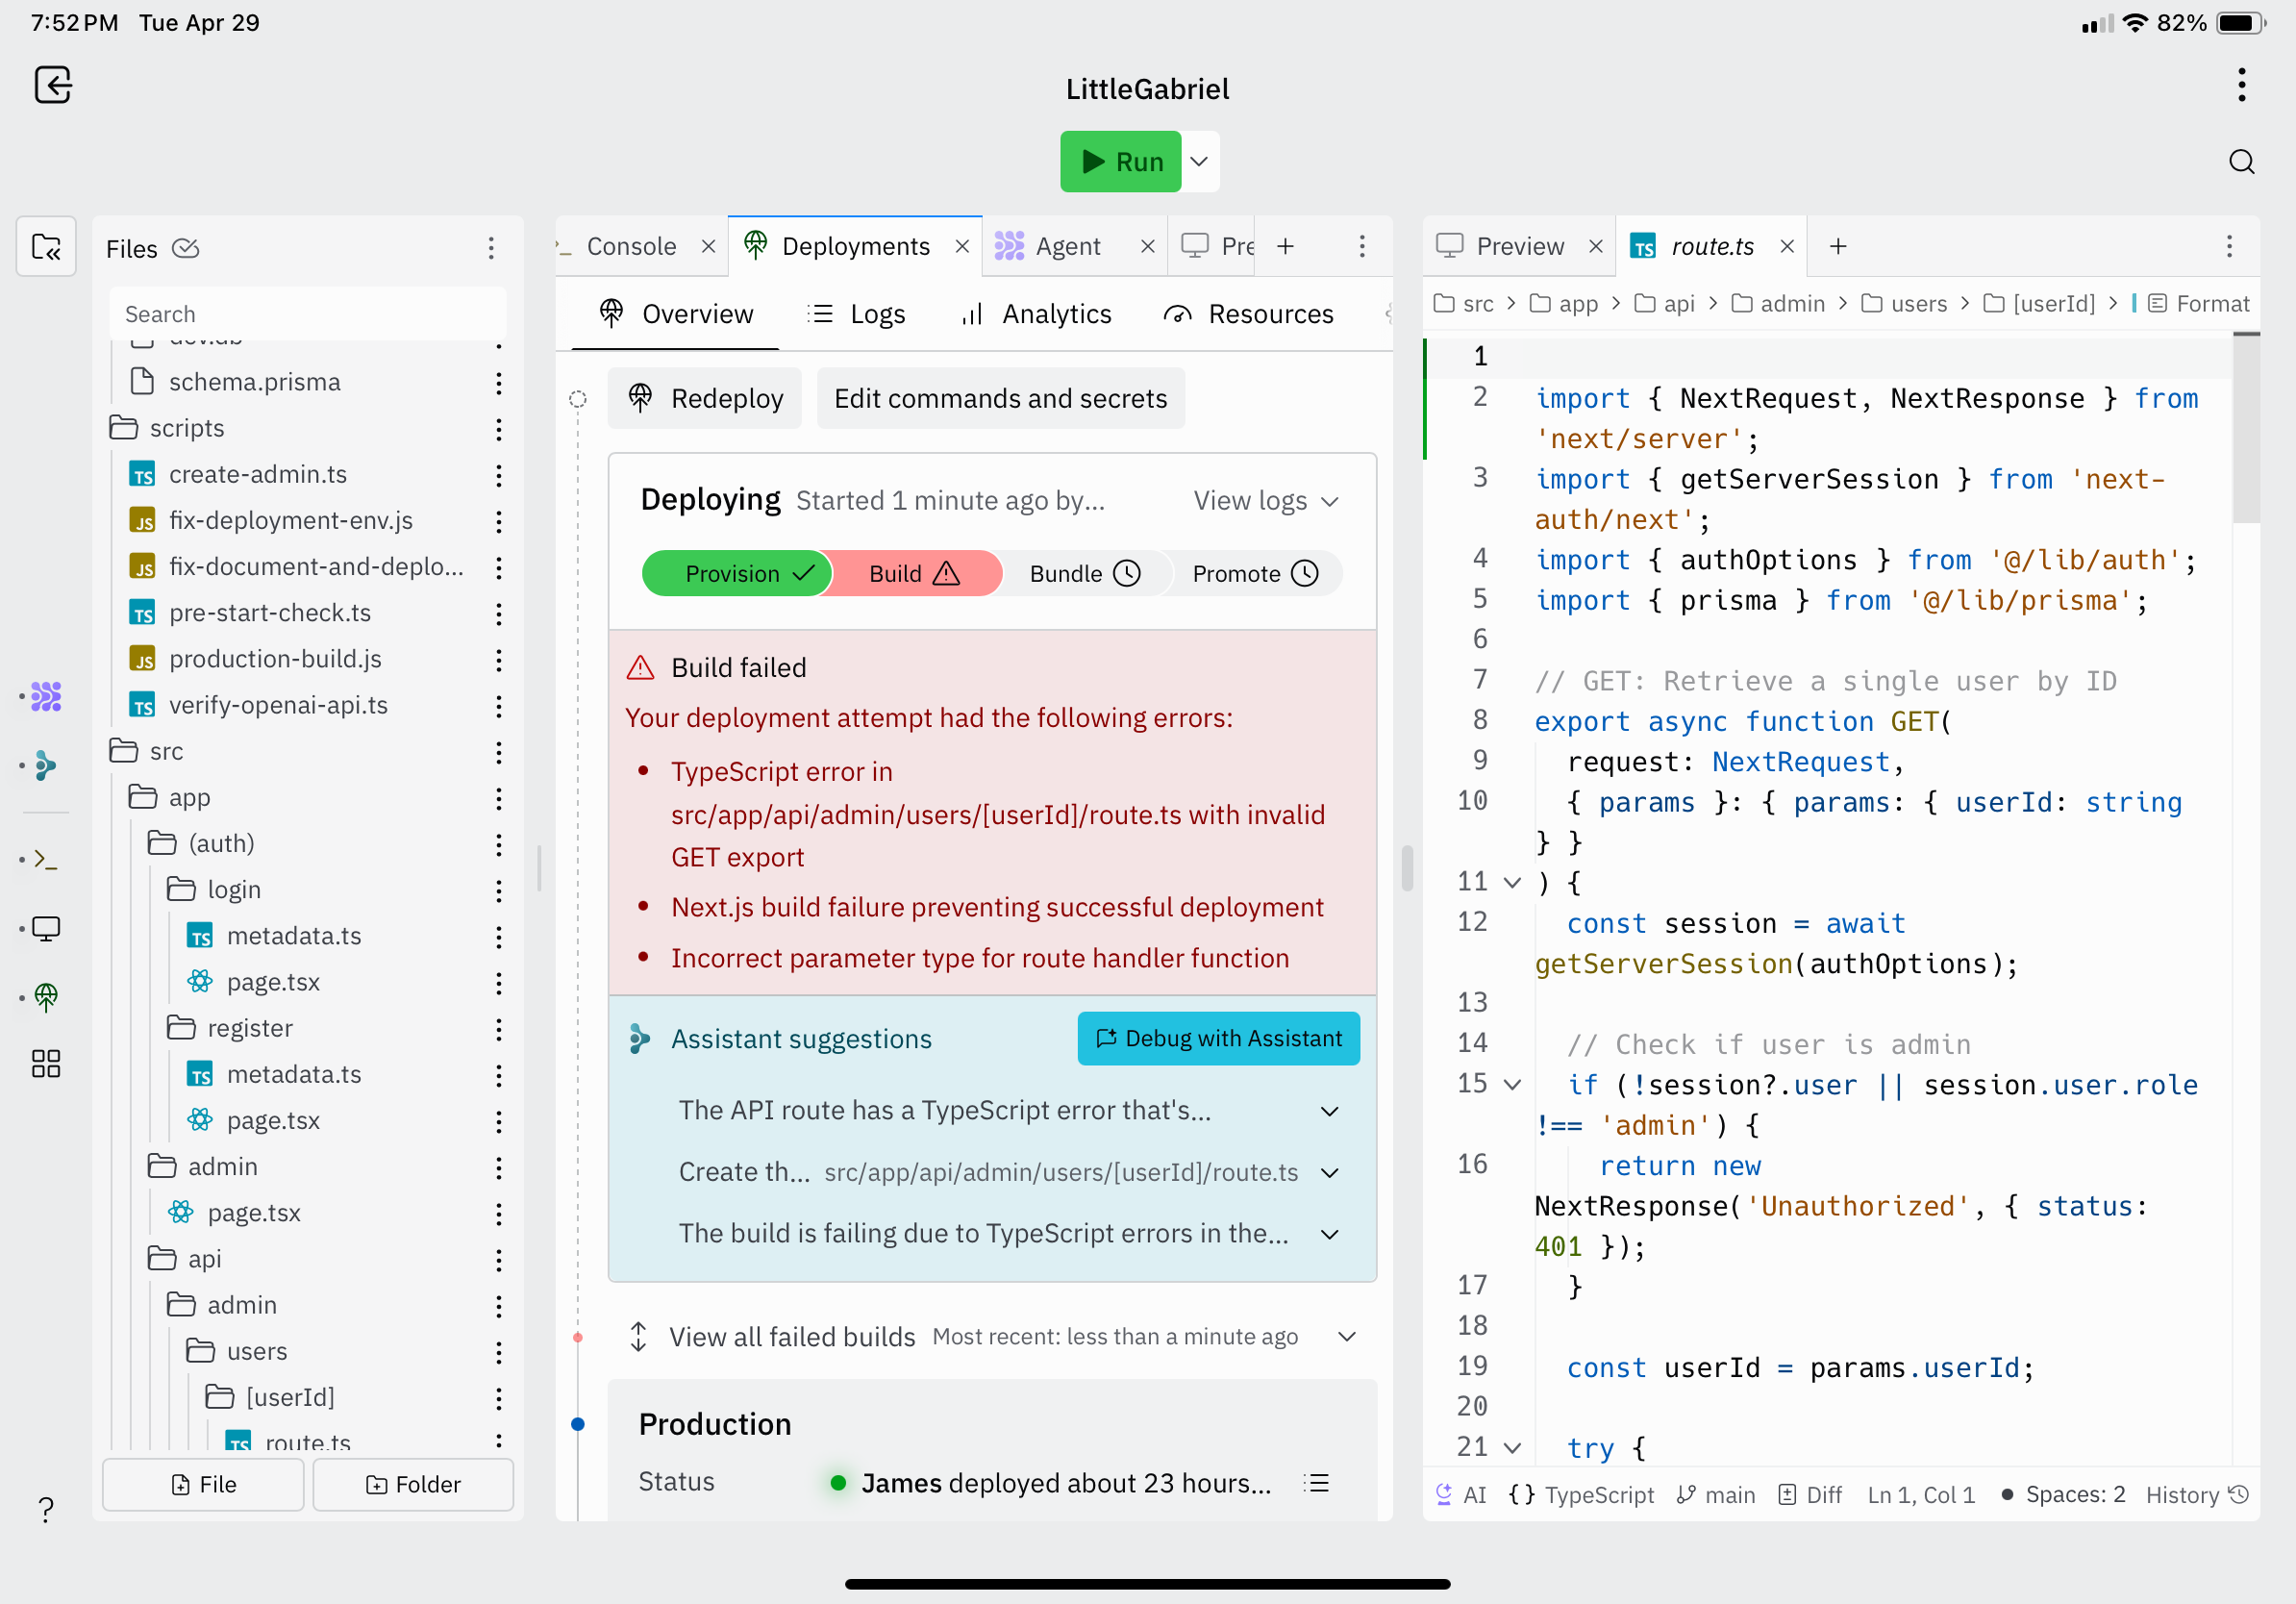 7:52 PM Tue Apr 29
82%
LittleGabriel
Run
Files
Search
dev.db
schema.prisma
scripts
create-admin.ts
fix-deployment-env.js
fix-document-and-deplo...
pre-start-check.ts
production-build.js
verify-openai-api.ts
src
app
(auth)
login
metadata.ts
page.tsx
register
metadata.ts
page.tsx
admin
page.tsx
api
admin
users
[userId]
route.ts
File
Folder
Console
Deployments
Agent
Pre
Overview
Logs
Analytics
Resources
Redeploy
Edit commands and secrets
Deploying Started 1 minute ago by...
View logs
Provision
Build
Bundle
Promote
Build failed
Your deployment attempt had the following errors:
• TypeScript error in
src/app/api/admin/users/[userId]/route.ts with invalid
GET export
• Next.js build failure preventing successful deployment
• Incorrect parameter type for route handler function
Assistant suggestions
Debug with Assistant
The API route has a TypeScript error that's...
Create th... src/app/api/admin/users/[userId]/route.ts
The build is failing due to TypeScript errors in the...
View all failed builds Most recent: less than a minute ago
Production
Status
James deployed about 23 hours...
Preview
route.ts
src > app > api > admin > users > [userId] >
Format
1
2 import { NextRequest, NextResponse } from
'next/server';
3 import { getServerSession } from 'next-
auth/next';
4 import { authOptions } from '@/lib/auth';
5 import { prisma } from '@/lib/prisma';
6
7 // GET: Retrieve a single user by ID
8 export async function GET(
9 request: NextRequest,
10 { params }: { params: { userId: string
} }
11 ) {
12 const session = await
getServerSession(authOptions);
13
14 // Check if user is admin
15 if (!session?.user || session.user.role
!== 'admin') {
16 return new
NextResponse('Unauthorized', { status:
401 });
17 }
18
19 const userId = params.userId;
20
21 try {
AI {} TypeScript main Diff Ln 1, Col 1 • Spaces: 2 History
?